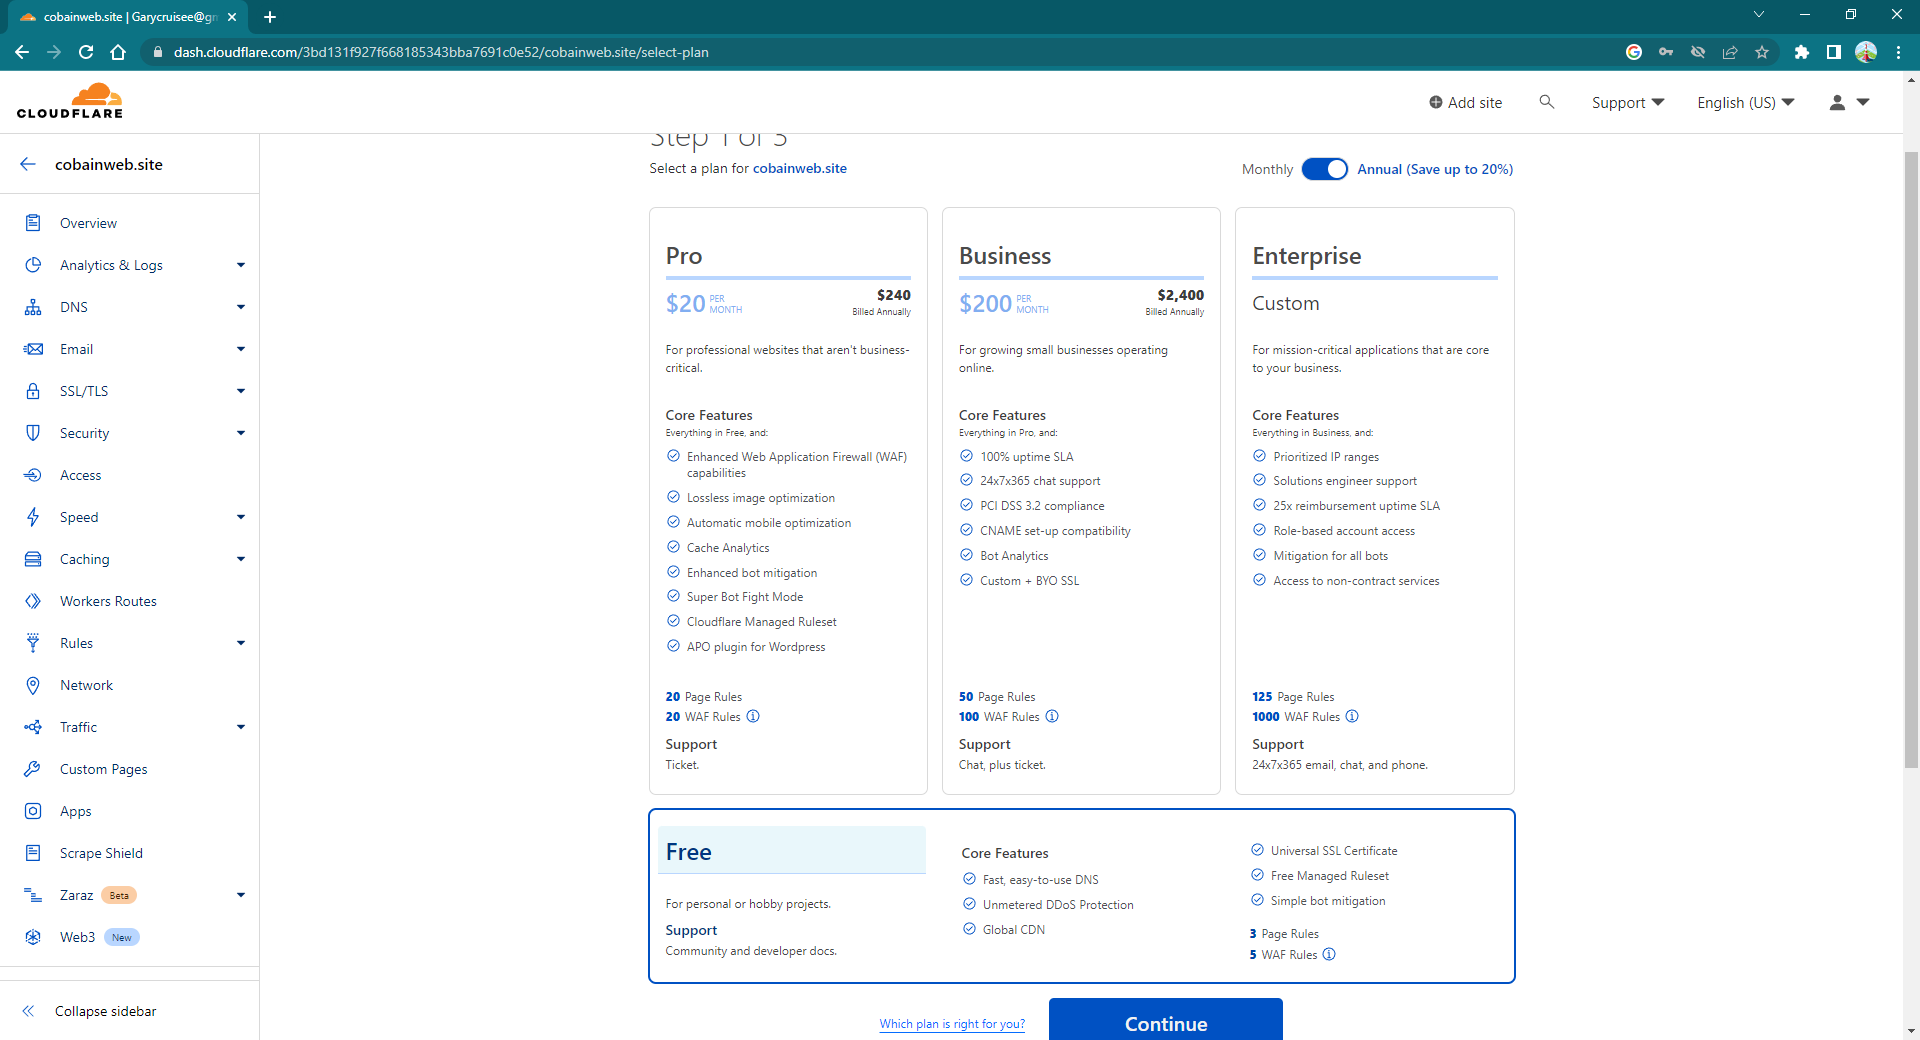 cobainweb.site | Garycruisee@gm
dash.cloudflare.com/3bd131f927f668185343bba7691c0e52/cobainweb.site/select-plan
CLOUDFLARE
Add site
Support
English (US)
cobainweb.site
Overview
Analytics & Logs
DNS
Email
SSL/TLS
Security
Access
Speed
Caching
Workers Routes
Rules
Network
Traffic
Custom Pages
Apps
Scrape Shield
Zaraz Beta
Web3 New
Collapse sidebar
Step 1 of 3
Select a plan for cobainweb.site
Monthly Annual (Save up to 20%)
Pro
$20 PER MONTH
$240
Billed Annually
For professional websites that aren't business-
critical.
Core Features
Everything in Free, and:
Enhanced Web Application Firewall (WAF)
capabilities
Lossless image optimization
Automatic mobile optimization
Cache Analytics
Enhanced bot mitigation
Super Bot Fight Mode
Cloudflare Managed Ruleset
APO plugin for Wordpress
20 Page Rules
20 WAF Rules
Support
Ticket.
Business
$200 PER MONTH
$2,400
Billed Annually
For growing small businesses operating
online.
Core Features
Everything in Pro, and:
100% uptime SLA
24x7x365 chat support
PCI DSS 3.2 compliance
CNAME set-up compatibility
Bot Analytics
Custom + BYO SSL
50 Page Rules
100 WAF Rules
Support
Chat, plus ticket.
Enterprise
Custom
For mission-critical applications that are core
to your business.
Core Features
Everything in Business, and:
Prioritized IP ranges
Solutions engineer support
25x reimbursement uptime SLA
Role-based account access
Mitigation for all bots
Access to non-contract services
125 Page Rules
1000 WAF Rules
Support
24x7x365 email, chat, and phone.
Free
For personal or hobby projects.
Support
Community and developer docs.
Core Features
Fast, easy-to-use DNS
Unmetered DDoS Protection
Global CDN
Universal SSL Certificate
Free Managed Ruleset
Simple bot mitigation
3 Page Rules
5 WAF Rules
Which plan is right for you?
Continue